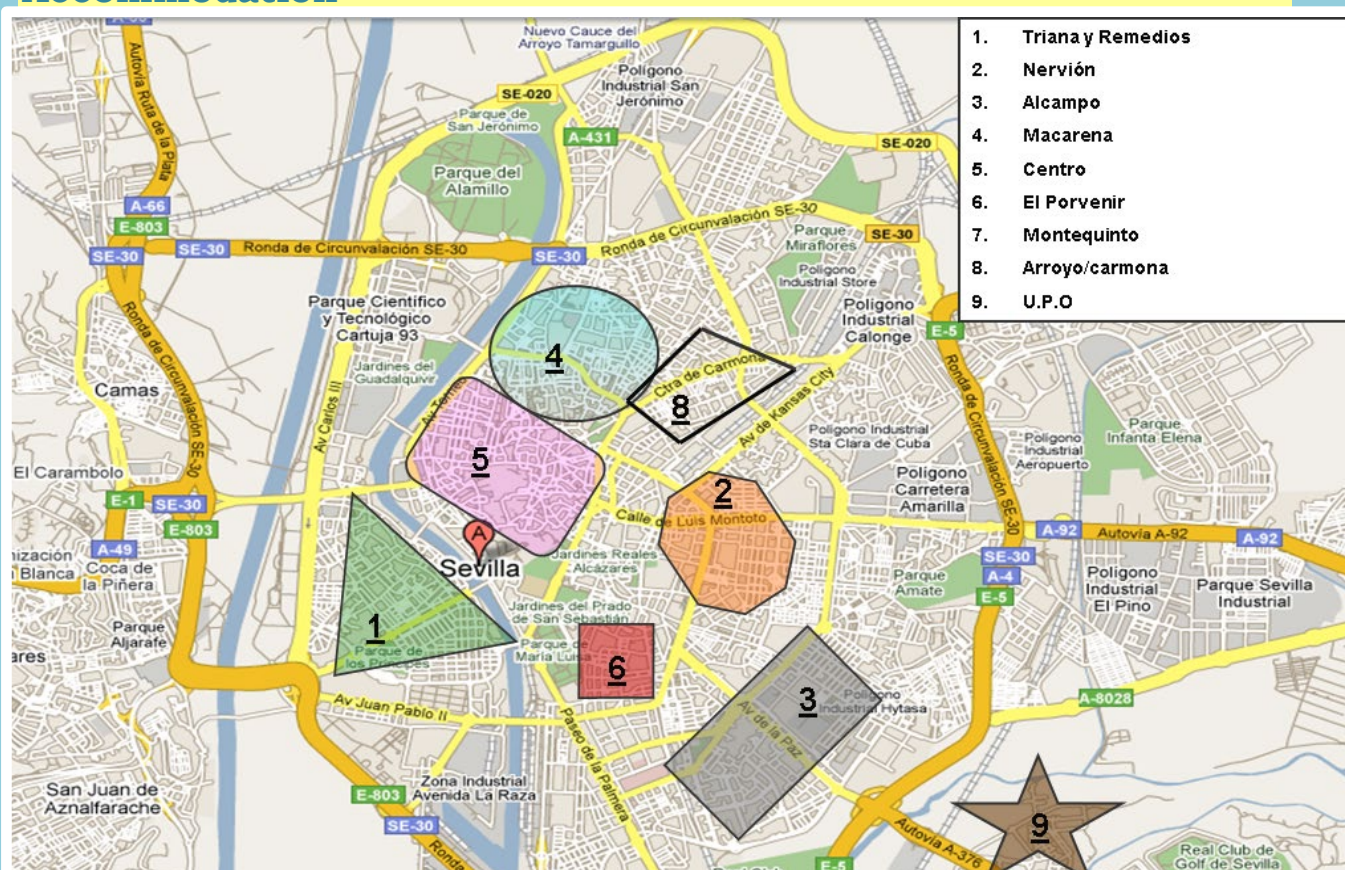 Accommodation
1. Triana y Remedios
2. Nervión
3. Alcampo
4. Macarena
5. Centro
6. El Porvenir
7. Montequinto
8. Arroyo/carmona
9. U.P.O
Nuevo Cauce del
Arroyo Tamarguillo
Polígono
Industrial San
Jerónimo
Autovía Ruta de la Plata
SE-020
Parque de
San Jerónimo
A-431
SE-020
Parque del
Alamillo
A-66
E-803
SE-30
SE-30
Ronda de Circunvalación SE-30
SE-30
Ronda de Circunvalación SE-30
SE-30
Parque
Miraflores
Polígono
Industrial Store
Parque Científico
y Tecnológico
Cartuja 93
Polígono
Industrial
Calonge
E-5
Ronda de Circunvalación SE-30
Jardines del
Guadalquivir
4
Ctra de Carmona
8
Camas
Av Carlos III
Av Torneo
Av de Kansas City
Polígono Industrial
Sta Clara de Cuba
Polígono
Industrial
Aeropuerto
Parque
Infanta Elena
Ronda de Circunvalación SE-30
El Carambolo
5
Polígono
Carretera
Amarilla
E-1
SE-30
E-803
2
Calle de Luis Montoto
A-92
Autovía A-92
A-92
A-49
Coca de
la Piñera
nización
Blanca
A
Sevilla
Jardines Reales
Alcázares
SE-30
A-4
E-5
Parque
Amate
Polígono
Industrial
El Pino
Parque Sevilla
Industrial
Parque
Aljarafe
ares
1
Parque de
los Príncipes
Jardines del Prado
de San Sebastián
Parque de
María Luisa
6
3
Polígono
Industrial Hytasa
Av de la Paz
A-8028
Av Juan Pablo II
Paseo de la Palmera
San Juan de
Aznalfarache
Zona Industrial
Avenida La Raza
E-803
SE-30
Ronda
9
Autovía A-376
E-5
Real Club de
Golf de Sevilla